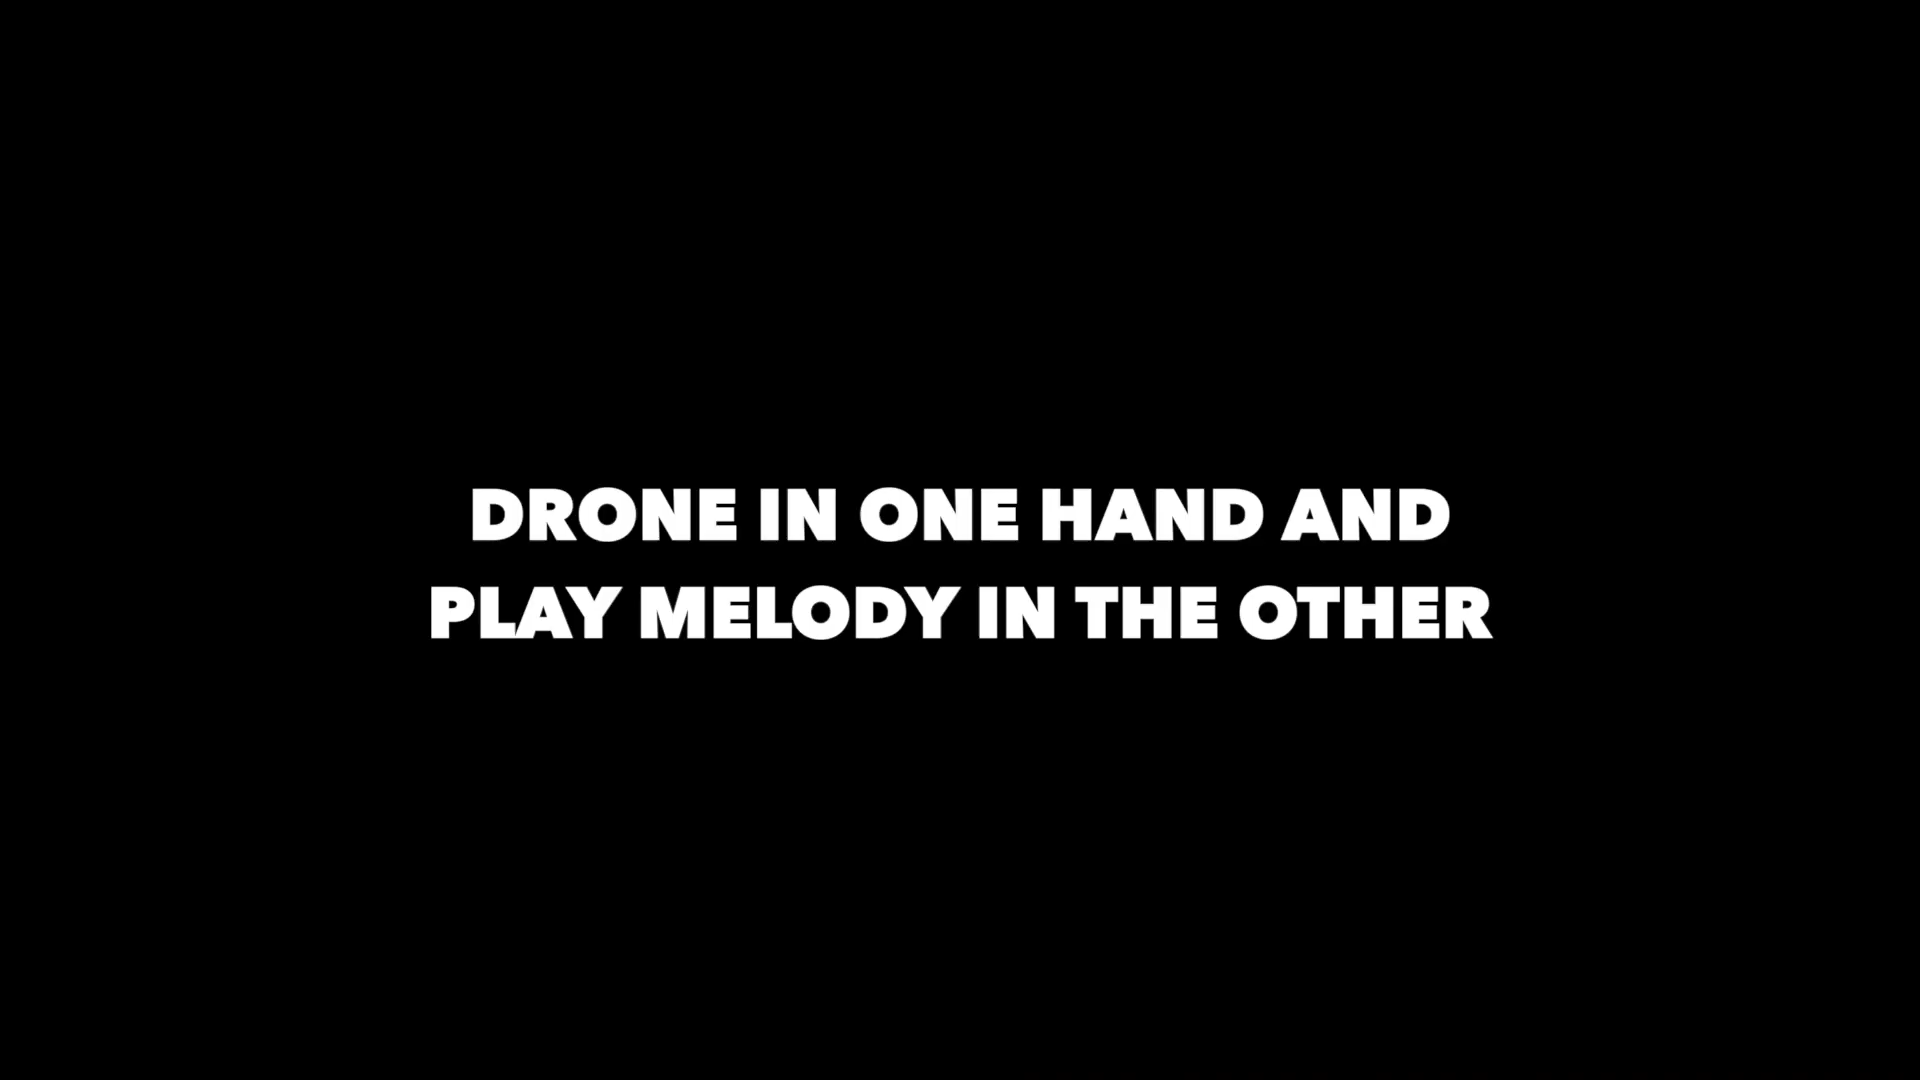 DRONE IN ONE HAND AND
PLAY MELODY IN THE OTHER